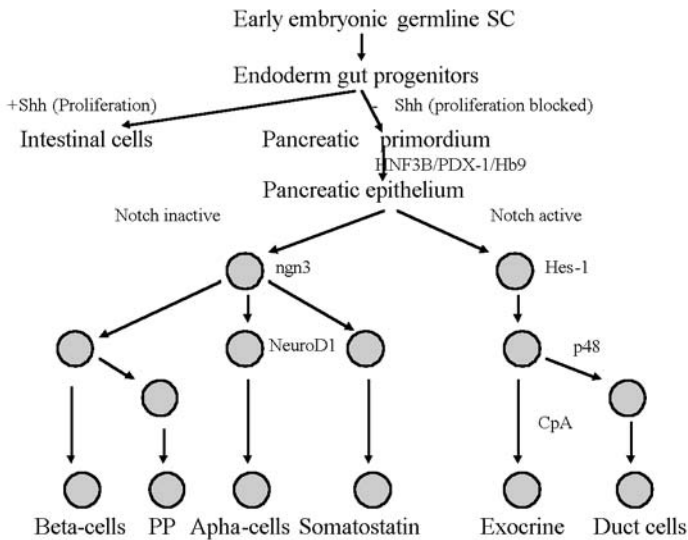 Early embryonic germline SC
Endoderm gut progenitors
+Shh (Proliferation)
- Shh (proliferation blocked)
Intestinal cells
Pancreatic primordium
HNF3B/PDX-1/Hb9
Pancreatic epithelium
Notch inactive
Notch active
ngn3
Hes-1
NeuroD1
p48
CpA
Beta-cells
PP
Apha-cells
Somatostatin
Exocrine
Duct cells